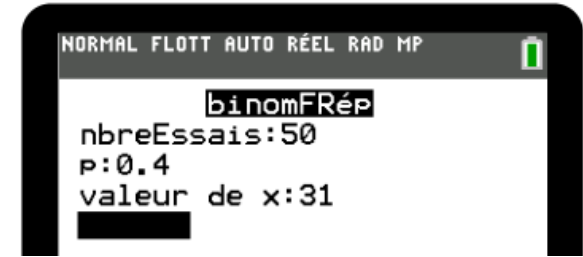 NORMAL FLOTT AUTO RÉEL RAD MP
binomFRép
nbreEssais:50
p:0.4
valeur de x:31